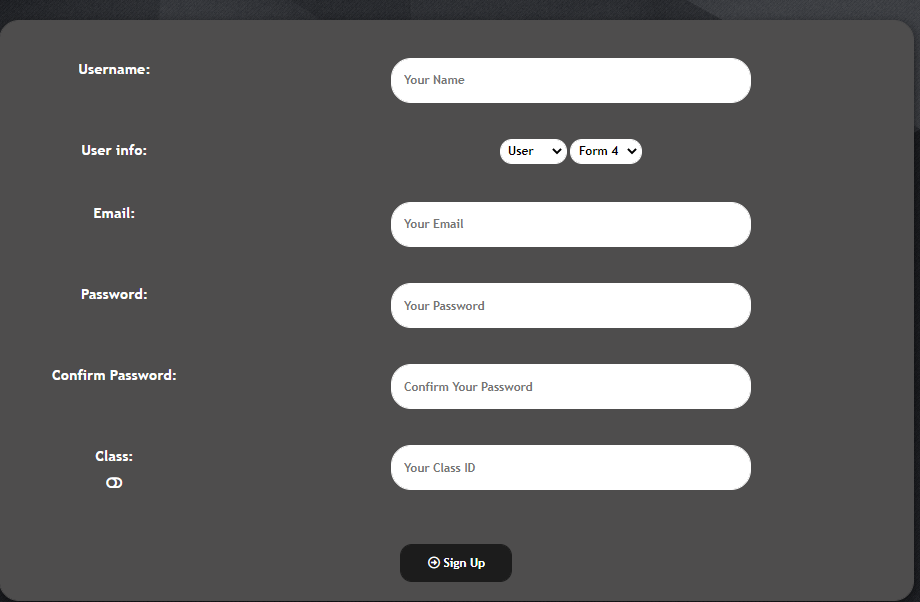 Username:
Your Name
User info:
User Form 4
Email:
Your Email
Password:
Your Password
Confirm Password:
Confirm Your Password
Class:
Your Class ID
Sign Up